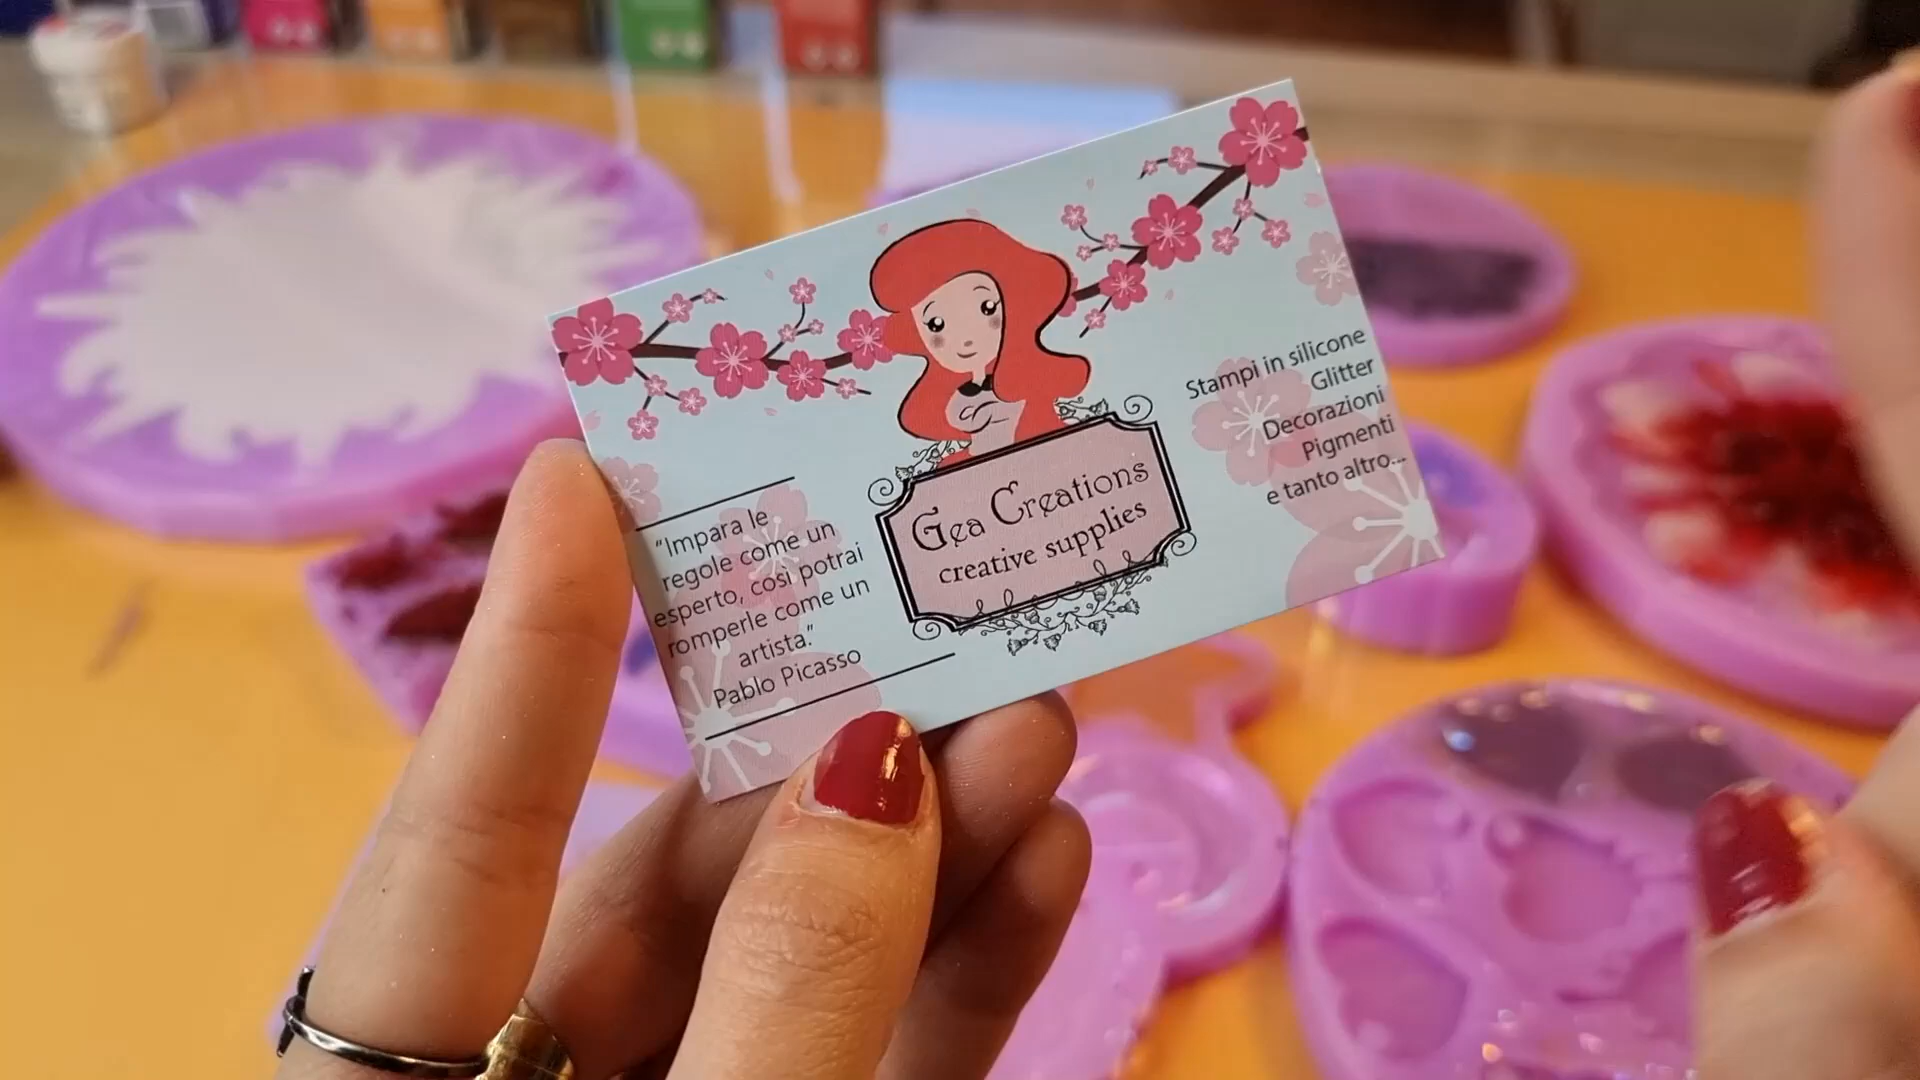 "Impara le
regole come un
esperto, così potrai
romperle come un
artista."
Pablo Picasso
Gea Creations
creative supplies
Stampi in silicone
Glitter
Decorazioni
Pigmenti
e tanto altro...